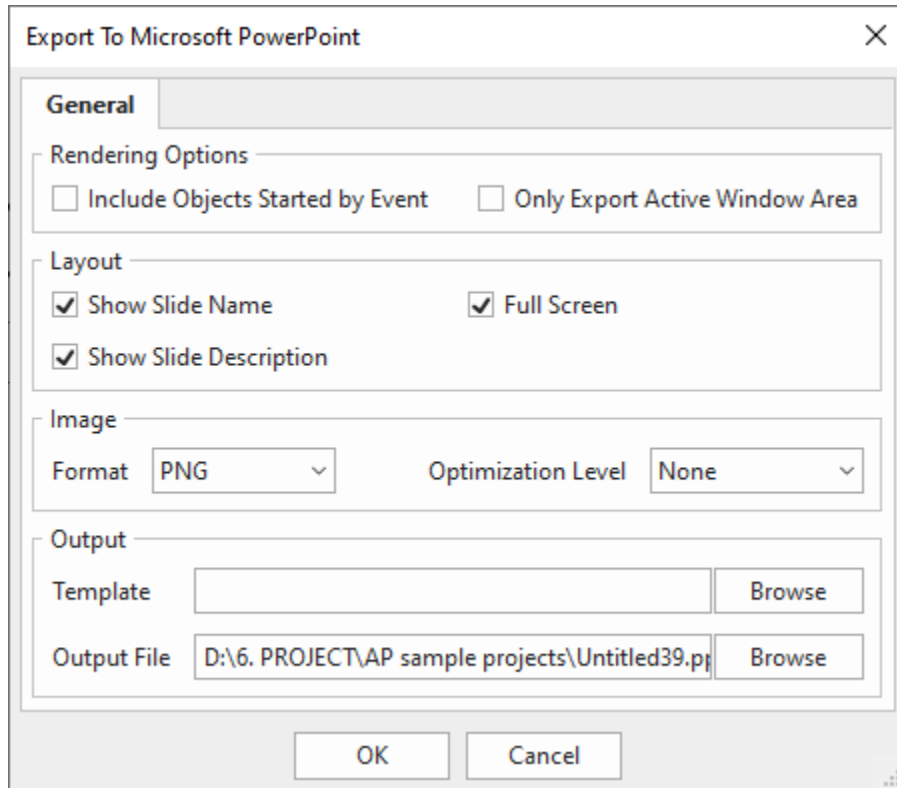 Export To Microsoft PowerPoint
General
Rendering Options
Include Objects Started by Event Only Export Active Window Area
Layout
Show Slide Name Full Screen
Show Slide Description
Image
Format PNG Optimization Level None
Output
Template Browse
Output File D:\6. PROJECT\AP sample projects\Untitled39.pp Browse
OK Cancel